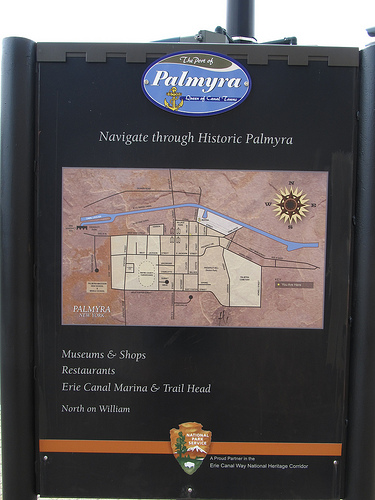 The Port of
Palmyra
Queen of Canal Towns
Navigate through Historic Palmyra
PALMYRA
NEW YORK
Museums & Shops
Restaurants
Erie Canal Marina & Trail Head
North on William
NATIONAL
PARK
SERVICE
A Proud Partner in the
Erie Canal Way National Heritage Corridor